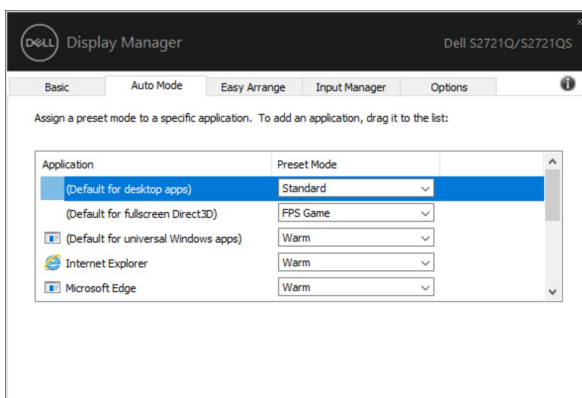 DELL Display Manager Dell S2721Q/S2721QS
Basic Auto Mode Easy Arrange Input Manager Options
Assign a preset mode to a specific application. To add an application, drag it to the list:
Application Preset Mode
(Default for desktop apps) Standard
(Default for fullscreen Direct3D) FPS Game
(Default for universal Windows apps) Warm
Internet Explorer Warm
Microsoft Edge Warm